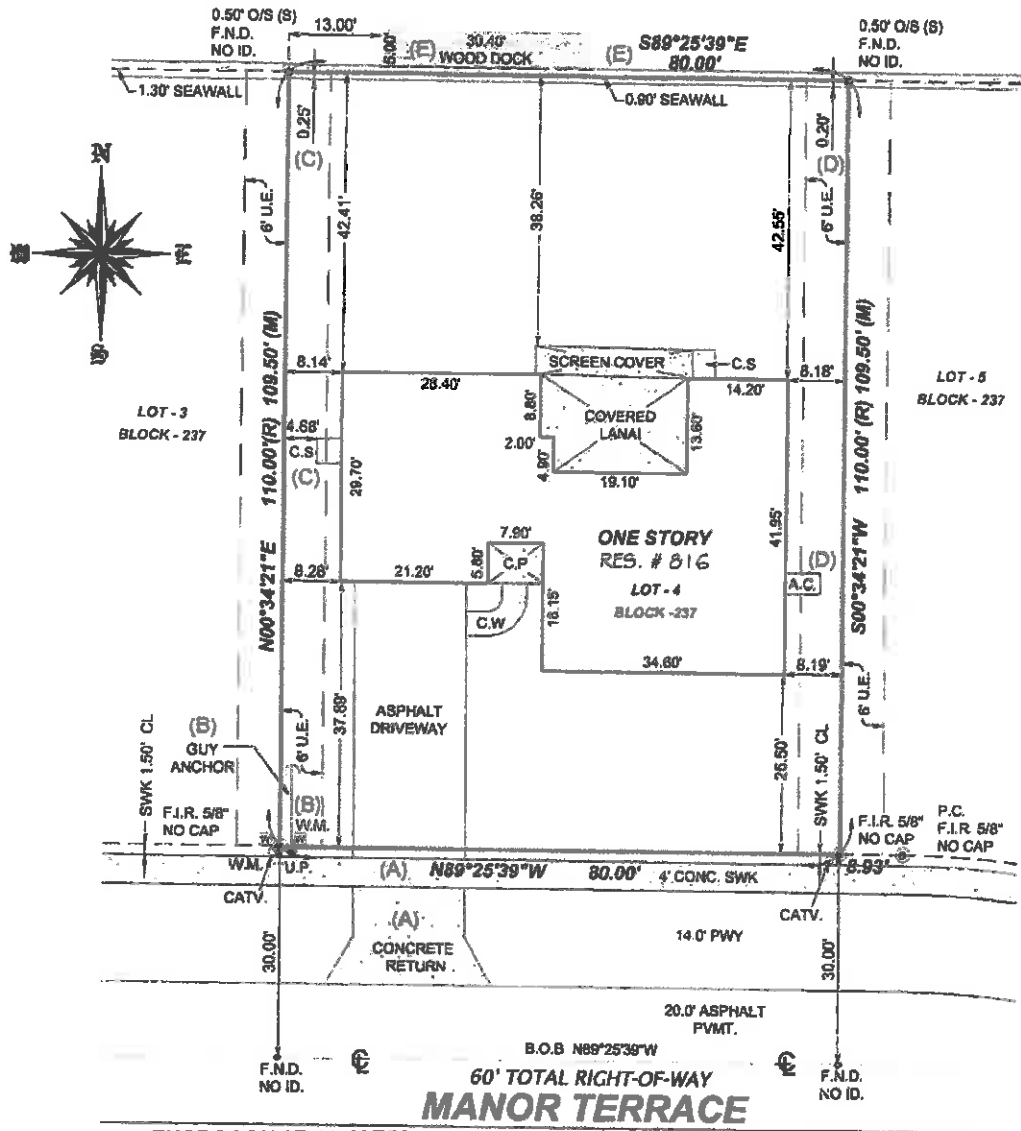 0.50' O/S (S)
F.N.D.
NO ID.
13.00'
5.00'
(E)
30.40'
WOOD DOCK
(E)
S89°25'39"E
80.00'
0.50' O/S (S)
F.N.D.
NO ID.
1.30' SEAWALL
0.90' SEAWALL
0.25'
(C)
0.20'
(D)
N
E
S
6' U.E.
42.41'
38.26'
42.55'
6' U.E.
N00°34'21"E 110.00'(R) 109.50' (M)
S00°34'21"W 110.00' (R) 109.50' (M)
LOT - 3
BLOCK - 237
LOT - 5
BLOCK - 237
8.14'
28.40'
SCREEN COVER
C.S
14.20'
8.18'
8.80'
COVERED
LANAI
13.60'
2.00'
4.90'
19.10'
4.68'
C.S
(C)
29.70'
41.95'
7.90'
5.80'
C.P
ONE STORY
RES. # 816
LOT - 4
BLOCK -237
(D)
A.C.
8.28'
21.20'
C.W
18.15'
34.60'
8.19'
ASPHALT
DRIVEWAY
37.89'
25.50'
(B)
GUY
ANCHOR
6' U.E.
6' U.E.
SWK 1.50' CL
SWK 1.50' CL
F.I.R. 5/8"
NO CAP
(B)
W.M.
F.I.R. 5/8"
NO CAP
P.C.
F.I.R. 5/8"
NO CAP
W.M.
U.P.
(A)
N89°25'39"W
80.00'
4' CONC. SWK
8.93'
CATV.
CATV.
(A)
CONCRETE
RETURN
14.0' PWY
30.00'
30.00'
20.0' ASPHALT
PVMT.
B.O.B N89°25'39"W
F.N.D.
NO ID.
60' TOTAL RIGHT-OF-WAY
F.N.D.
NO ID.
MANOR TERRACE